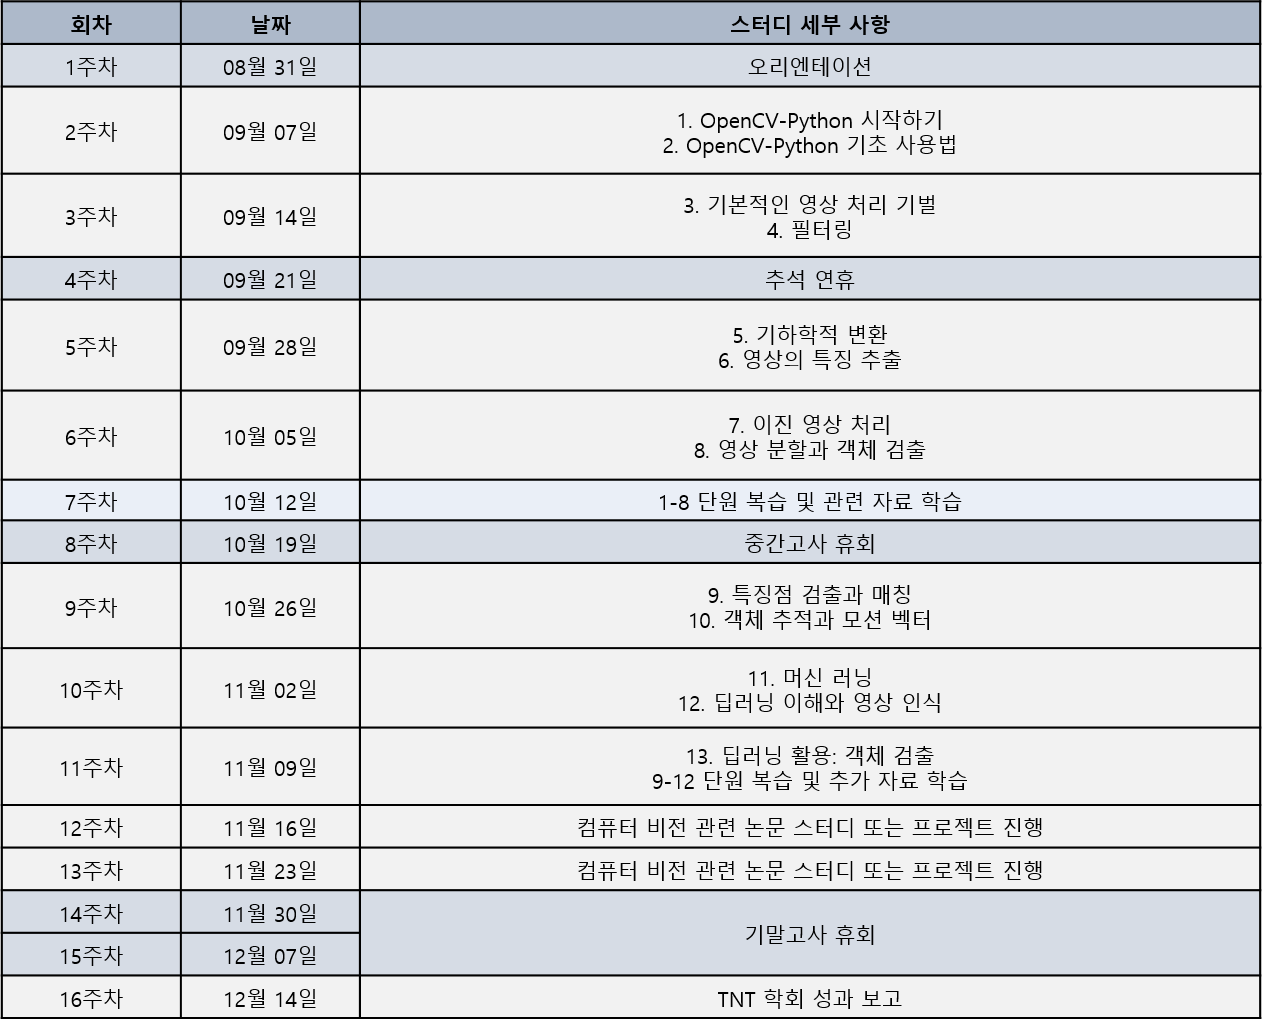 회차 날짜 스터디 세부 사항
1주차 08월 31일 오리엔테이션
2주차 09월 07일 1. OpenCV-Python 시작하기
2. OpenCV-Python 기초 사용법
3주차 09월 14일 3. 기본적인 영상 처리 기벌
4. 필터링
4주차 09월 21일 추석 연휴
5주차 09월 28일 5. 기하학적 변환
6. 영상의 특징 추출
6주차 10월 05일 7. 이진 영상 처리
8. 영상 분할과 객체 검출
7주차 10월 12일 1-8 단원 복습 및 관련 자료 학습
8주차 10월 19일 중간고사 휴회
9주차 10월 26일 9. 특징점 검출과 매칭
10. 객체 추적과 모션 벡터
10주차 11월 02일 11. 머신 러닝
12. 딥러닝 이해와 영상 인식
11주차 11월 09일 13. 딥러닝 활용: 객체 검출
9-12 단원 복습 및 추가 자료 학습
12주차 11월 16일 컴퓨터 비전 관련 논문 스터디 또는 프로젝트 진행
13주차 11월 23일 컴퓨터 비전 관련 논문 스터디 또는 프로젝트 진행
14주차 11월 30일 기말고사 휴회
15주차 12월 07일
16주차 12월 14일 TNT 학회 성과 보고